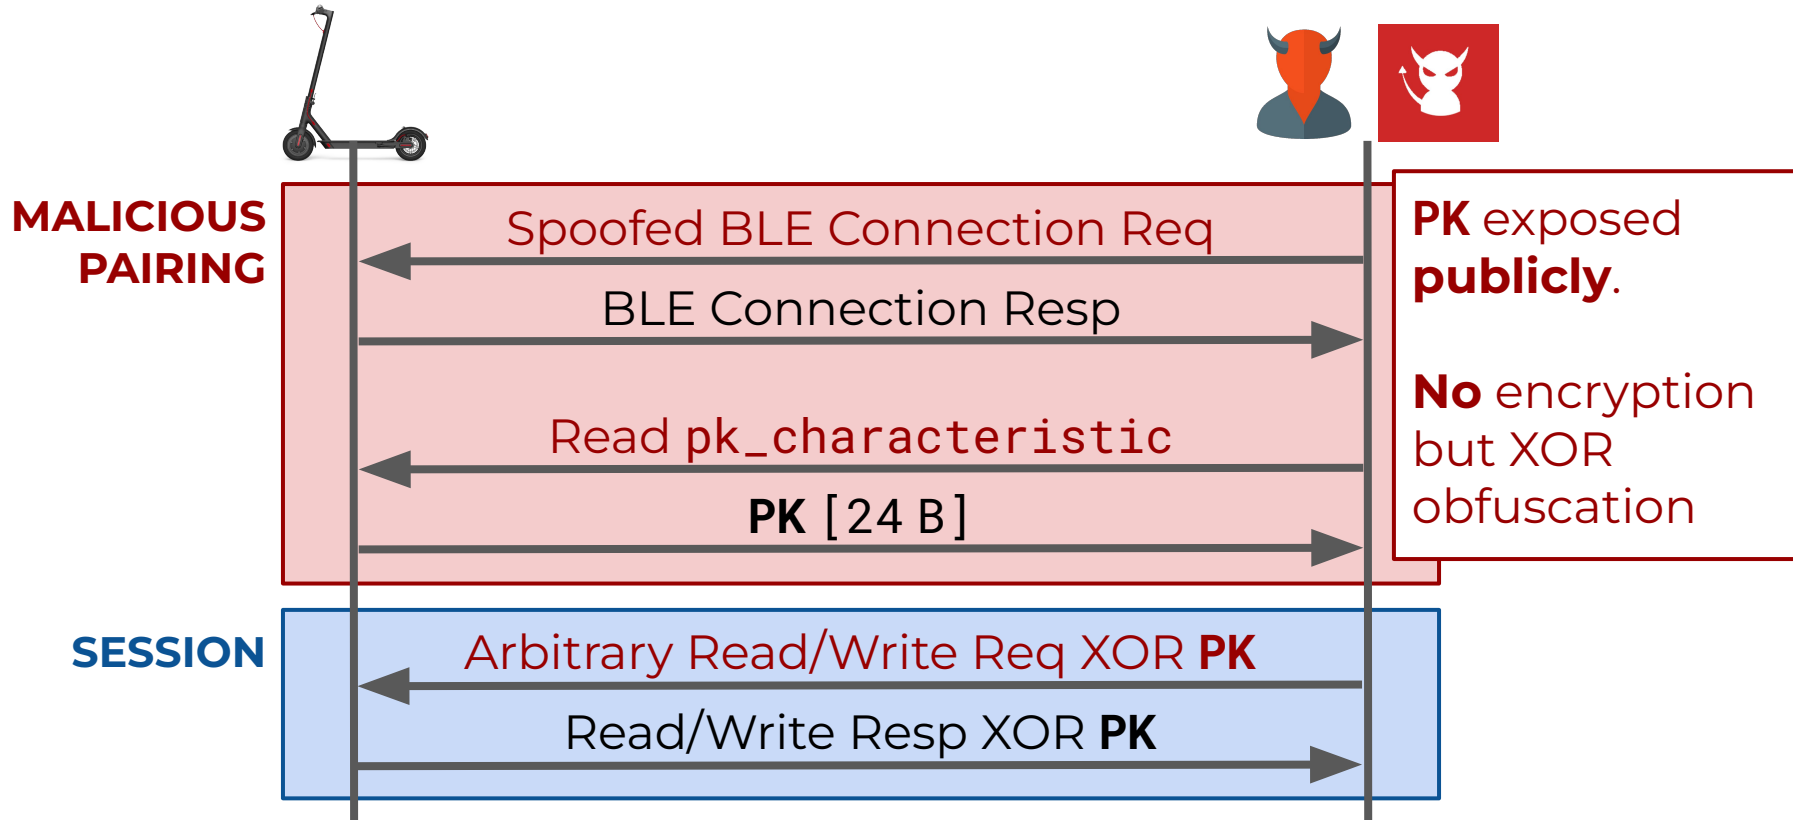 MALICIOUS
PAIRING
Spoofed BLE Connection Req
BLE Connection Resp
Read pk_characteristic
PK [24 B]
PK exposed
publicly.
No encryption
but XOR
obfuscation
SESSION
Arbitrary Read/Write Req XOR PK
Read/Write Resp XOR PK